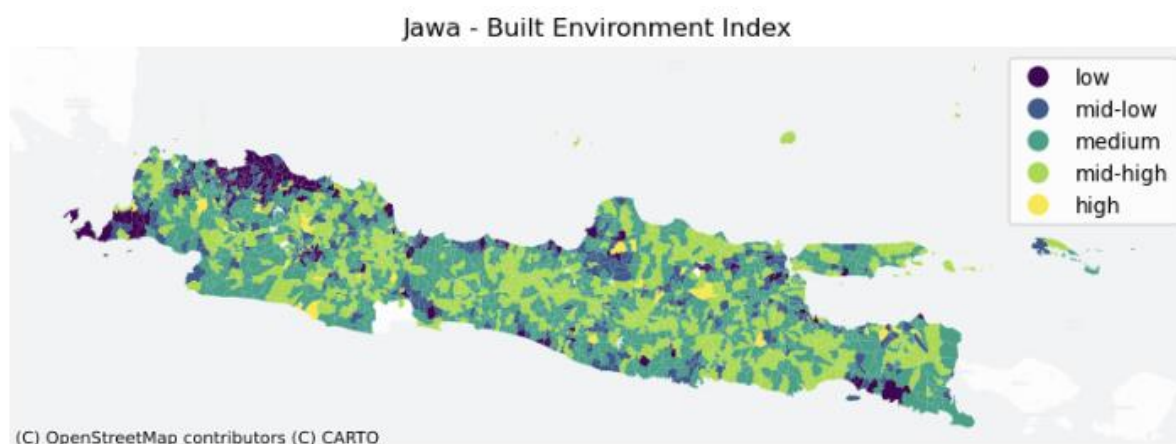 Jawa - Built Environment Index
low
mid-low
medium
mid-high
high
(C) OpenStreetMap contributors (C) CARTO